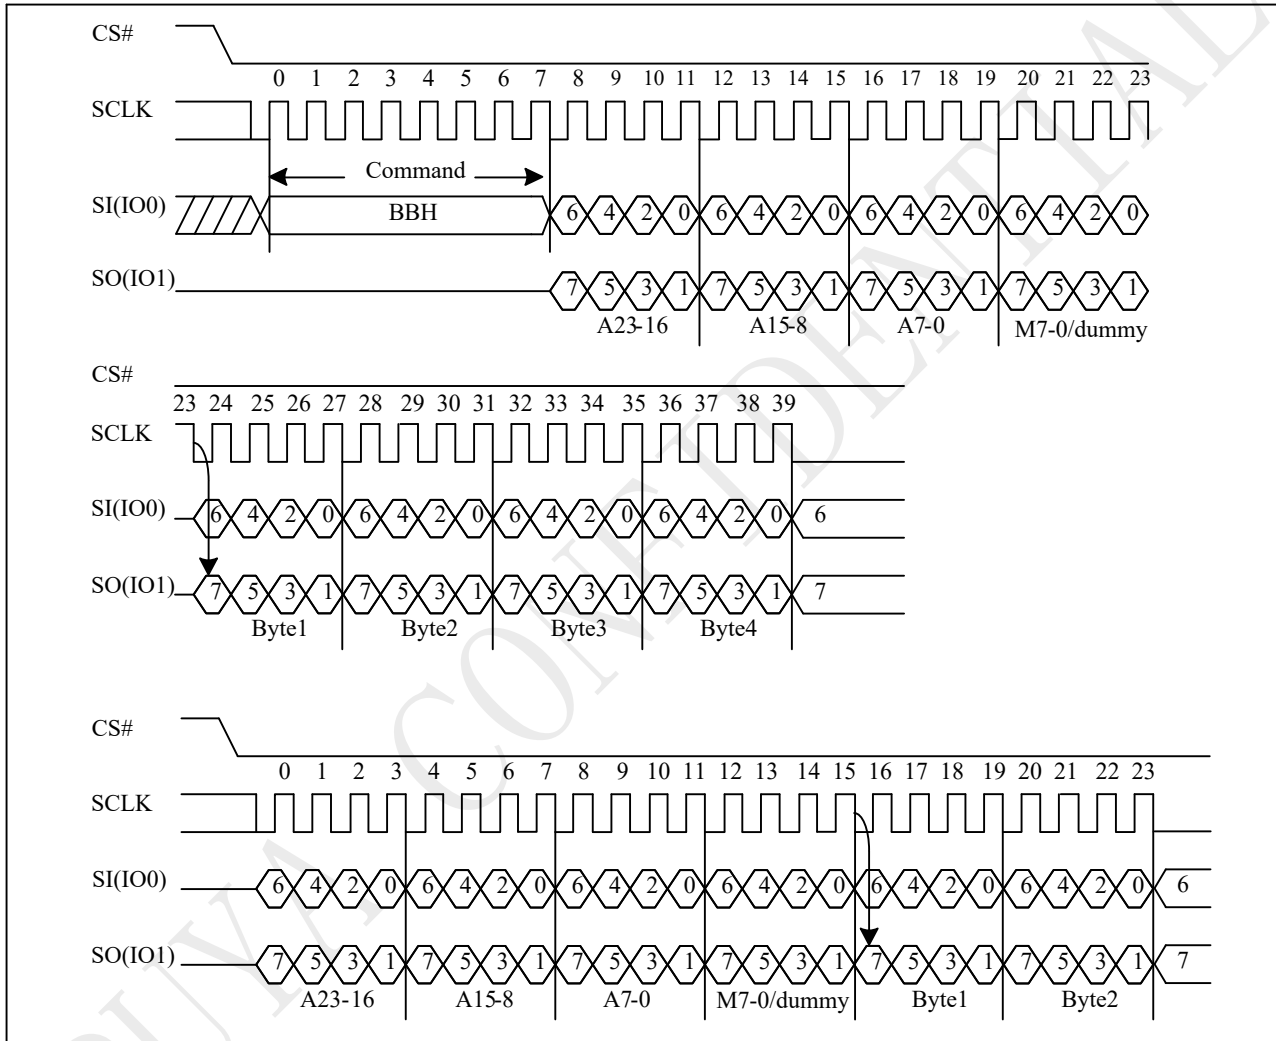 CS#
0 1 2 3 4 5 6 7 8 9 10 11 12 13 14 15 16 17 18 19 20 21 22 23
SCLK
Command
SI(IO0) BBH 6 4 2 0 6 4 2 0 6 4 2 0 6 4 2 0
SO(IO1) 7 5 3 1 7 5 3 1 7 5 3 1 7 5 3 1
A23-16 A15-8 A7-0 M7-0/dummy
CS#
23 24 25 26 27 28 29 30 31 32 33 34 35 36 37 38 39
SCLK
SI(IO0) 6 4 2 0 6 4 2 0 6 4 2 0 6 4 2 0 6
SO(IO1) 7 5 3 1 7 5 3 1 7 5 3 1 7 5 3 1 7
Byte1 Byte2 Byte3 Byte4
CS#
0 1 2 3 4 5 6 7 8 9 10 11 12 13 14 15 16 17 18 19 20 21 22 23
SCLK
SI(IO0) 6 4 2 0 6 4 2 0 6 4 2 0 6 4 2 0 6 4 2 0 6 4 2 0 6
SO(IO1) 7 5 3 1 7 5 3 1 7 5 3 1 7 5 3 1 7 5 3 1 7 5 3 1 7
A23-16 A15-8 A7-0 M7-0/dummy Byte1 Byte2
PUYA CONFIDENTIAL